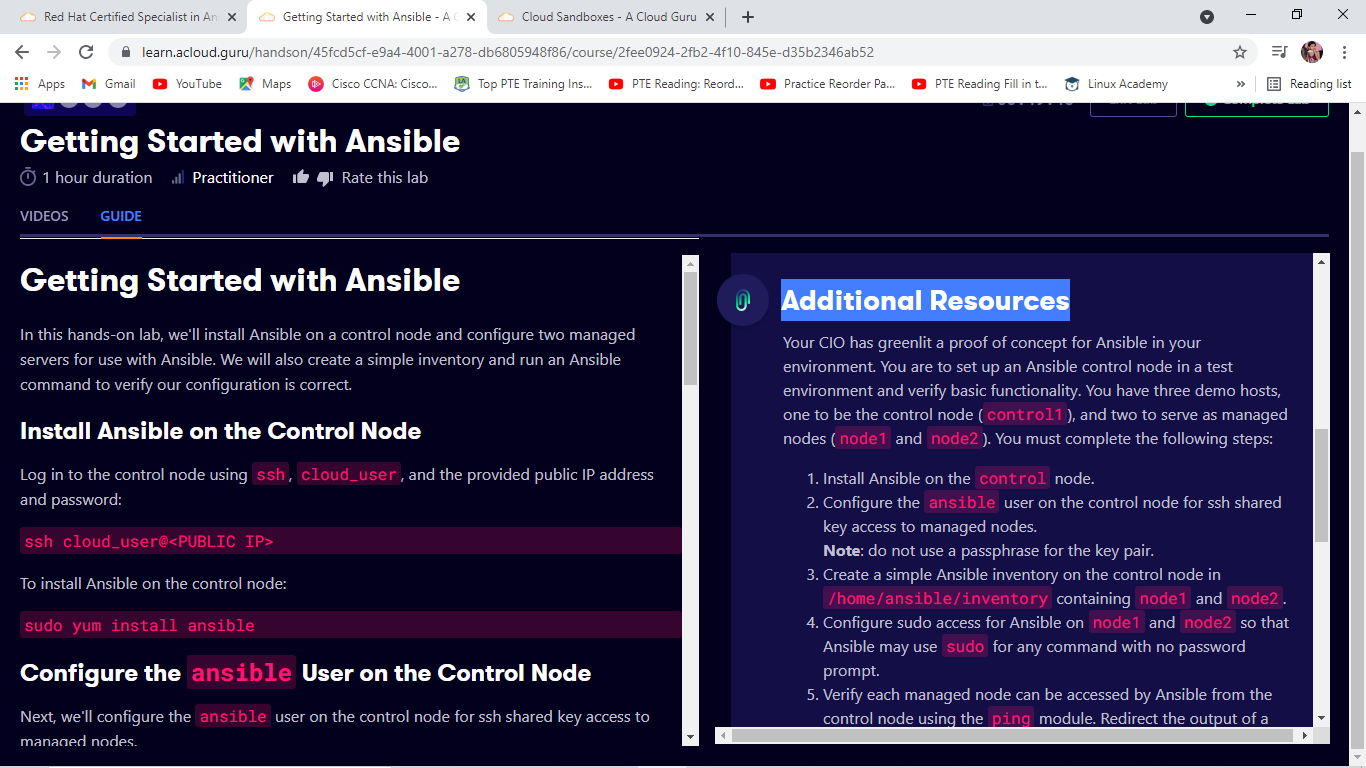 Red Hat Certified Specialist in An
Getting Started with Ansible - A C
Cloud Sandboxes - A Cloud Guru
learn.acloud.guru/handson/45fcd5cf-e9a4-4001-a278-db6805948f86/course/2fee0924-2fb2-4f10-845e-d35b2346ab52
Apps Gmail YouTube Maps Cisco CCNA: Cisco... Top PTE Training Ins... PTE Reading: Reord... Practice Reorder Pa... PTE Reading Fill in t... Linux Academy » Reading list
Getting Started with Ansible
1 hour duration Practitioner Rate this lab
VIDEOS GUIDE
Getting Started with Ansible
In this hands-on lab, we'll install Ansible on a control node and configure two managed
servers for use with Ansible. We will also create a simple inventory and run an Ansible
command to verify our configuration is correct.
Install Ansible on the Control Node
Log in to the control node using ssh, cloud_user, and the provided public IP address
and password:
ssh cloud_user@<PUBLIC IP>
To install Ansible on the control node:
sudo yum install ansible
Configure the ansible User on the Control Node
Next, we'll configure the ansible user on the control node for ssh shared key access to
managed nodes.
Additional Resources
Your CIO has greenlit a proof of concept for Ansible in your
environment. You are to set up an Ansible control node in a test
environment and verify basic functionality. You have three demo hosts,
one to be the control node (control1), and two to serve as managed
nodes (node1 and node2). You must complete the following steps:
1. Install Ansible on the control node.
2. Configure the ansible user on the control node for ssh shared
key access to managed nodes.
Note: do not use a passphrase for the key pair.
3. Create a simple Ansible inventory on the control node in
/home/ansible/inventory containing node1 and node2.
4. Configure sudo access for Ansible on node1 and node2 so that
Ansible may use sudo for any command with no password
prompt.
5. Verify each managed node can be accessed by Ansible from the
control node using the ping module. Redirect the output of a